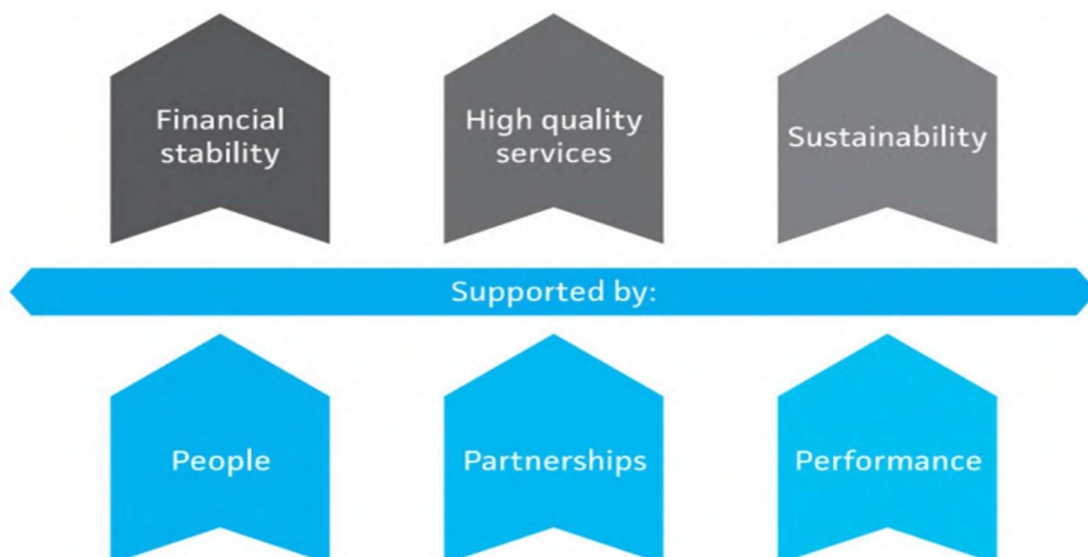 Financial
stability
High quality
services
Sustainability
Supported by:
People
Partnerships
Performance